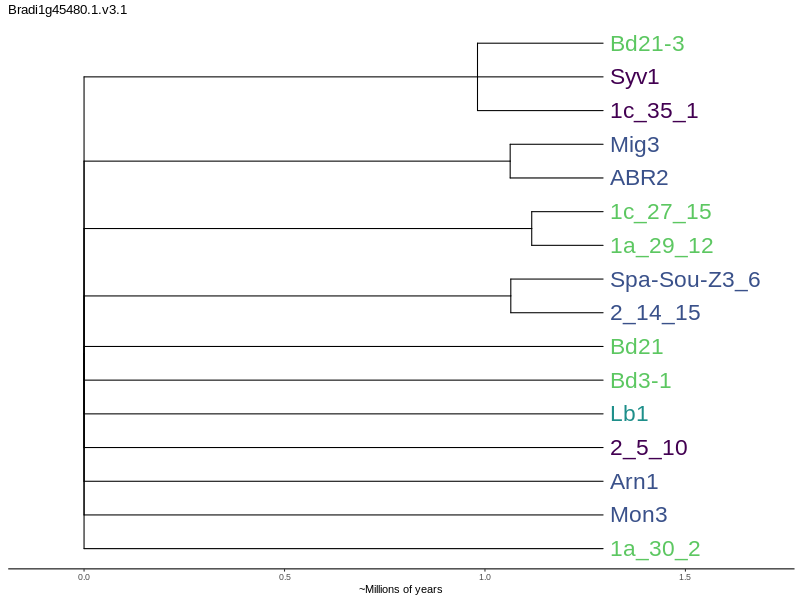 Bradi1g45480.1.v3.1
Bd21-3
Syv1
1c_35_1
Mig3
ABR2
1c_27_15
1a_29_12
Spa-Sou-Z3_6
2_14_15
Bd21
Bd3-1
Lb1
2_5_10
Arn1
Mon3
1a_30_2
0.0 0.5 1.0 1.5
~Millions of years